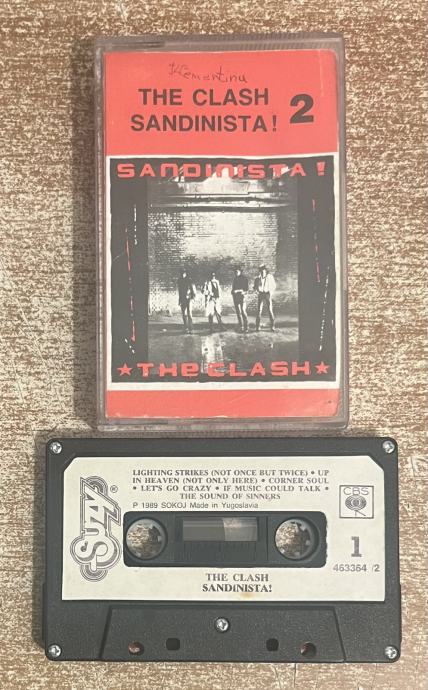 Klementina
THE CLASH
SANDINISTA!
2
SANDINISTA!
★THE CLASH★
LIGHTING STRIKES (NOT ONCE BUT TWICE) • UP
IN HEAVEN (NOT ONLY HERE) • CORNER SOUL
• LET'S GO CRAZY • IF MUSIC COULD TALK •
THE SOUND OF SINNERS
P 1989 SOKOJ Made in Yugoslavia
SUZY®
CBS
1
463364 /2
THE CLASH
SANDINISTA!